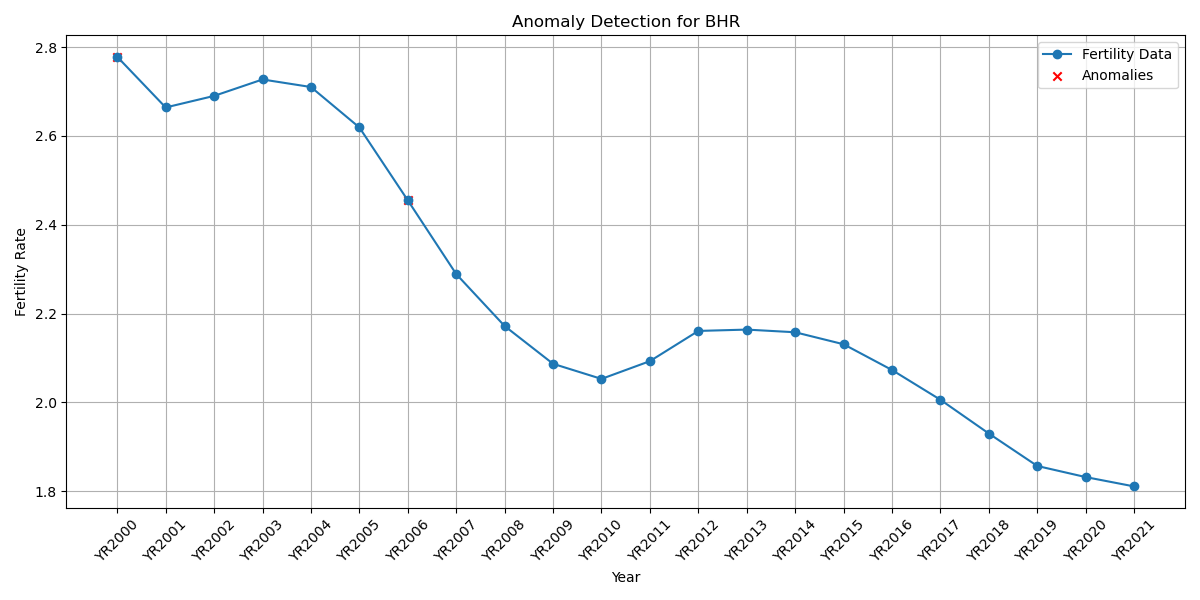 Anomaly Detection for BHR
Fertility Data
Anomalies
Fertility Rate
2.8
2.6
2.4
2.2
2.0
1.8
YR2000
YR2001
YR2002
YR2003
YR2004
YR2005
YR2006
YR2007
YR2008
YR2009
YR2010
YR2011
YR2012
YR2013
YR2014
YR2015
YR2016
YR2017
YR2018
YR2019
YR2020
YR2021
Year